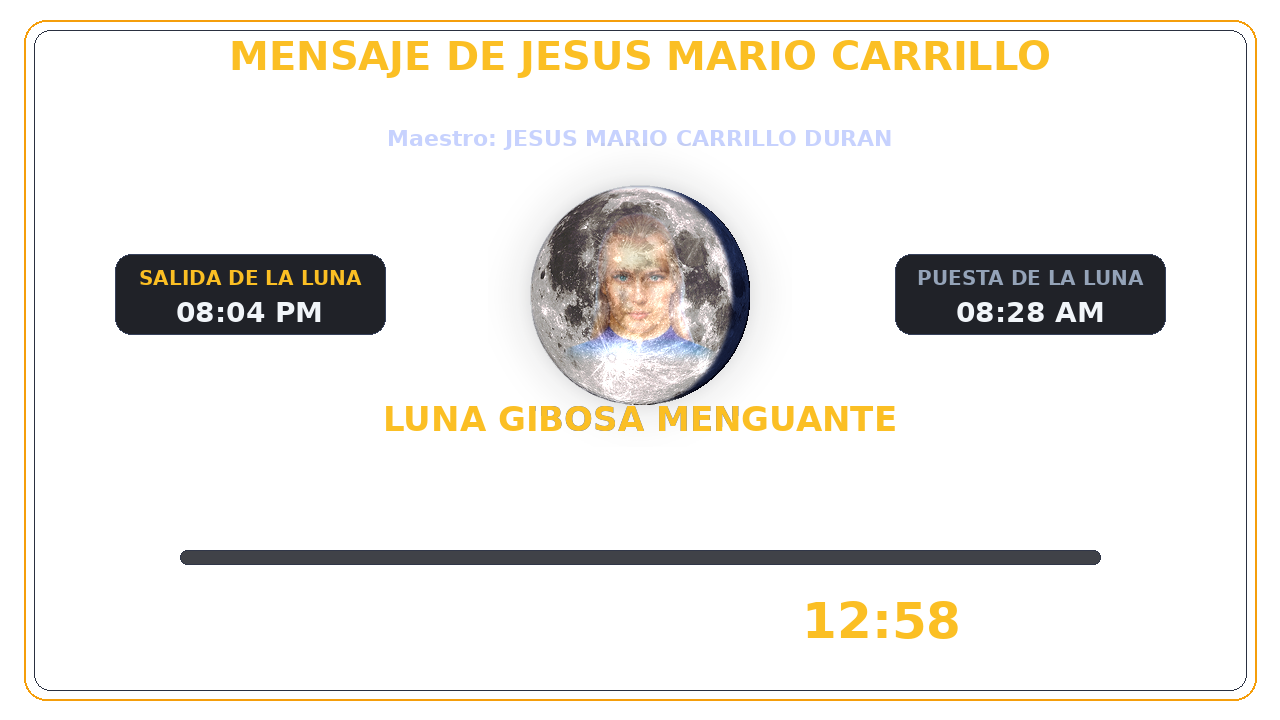 MENSAJE DE JESUS MARIO CARRILLO
Maestro: JESUS MARIO CARRILLO DURAN
SALIDA DE LA LUNA
08:04 PM
PUESTA DE LA LUNA
08:28 AM
LUNA GIBOSA MENGUANTE
12:58